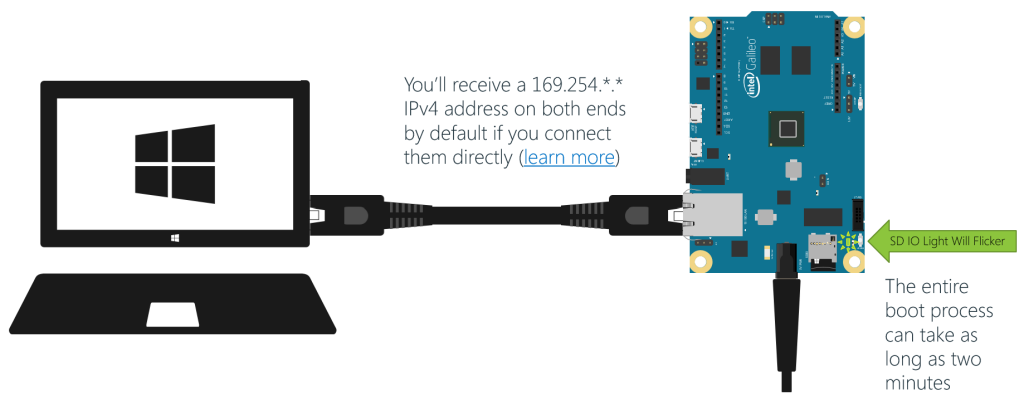 You'll receive a 169.254.*.*
IPv4 address on both ends
by default if you connect
them directly (learn more)
intel Galileo
SD IO Light Will Flicker
The entire
boot process
can take as
long as two
minutes